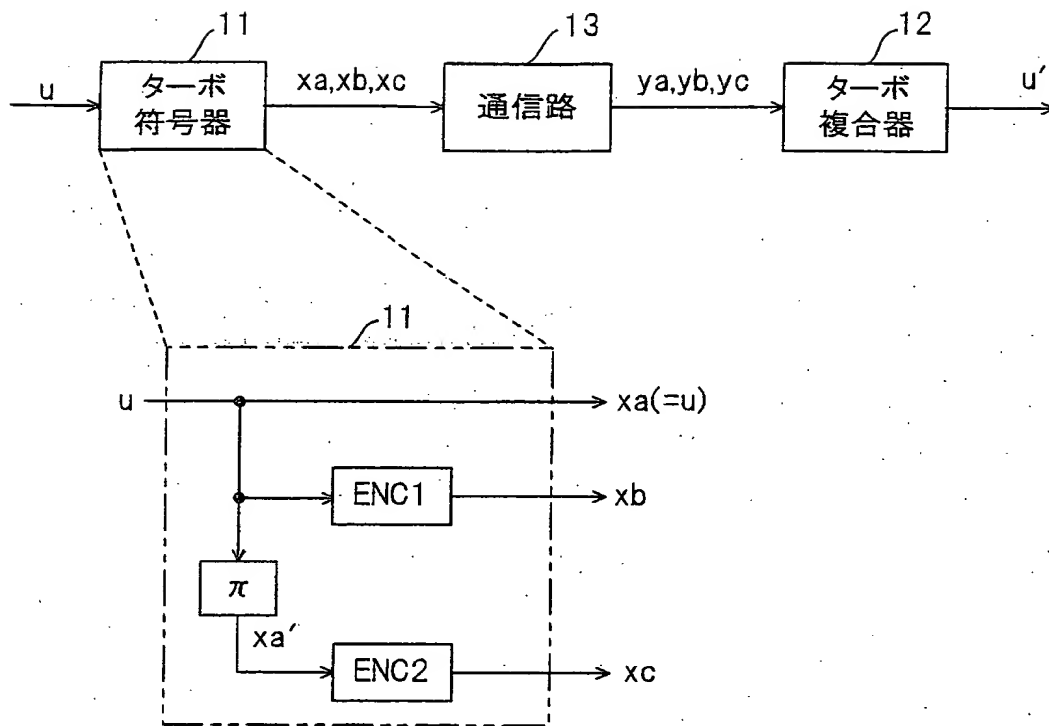 11
13
12
u
ターボ
符号器
xa,xb,xc
通信路
ya,yb,yc
ターボ
複合器
u'
11
u
xa(=u)
ENC1
xb
π
xa'
ENC2
xc